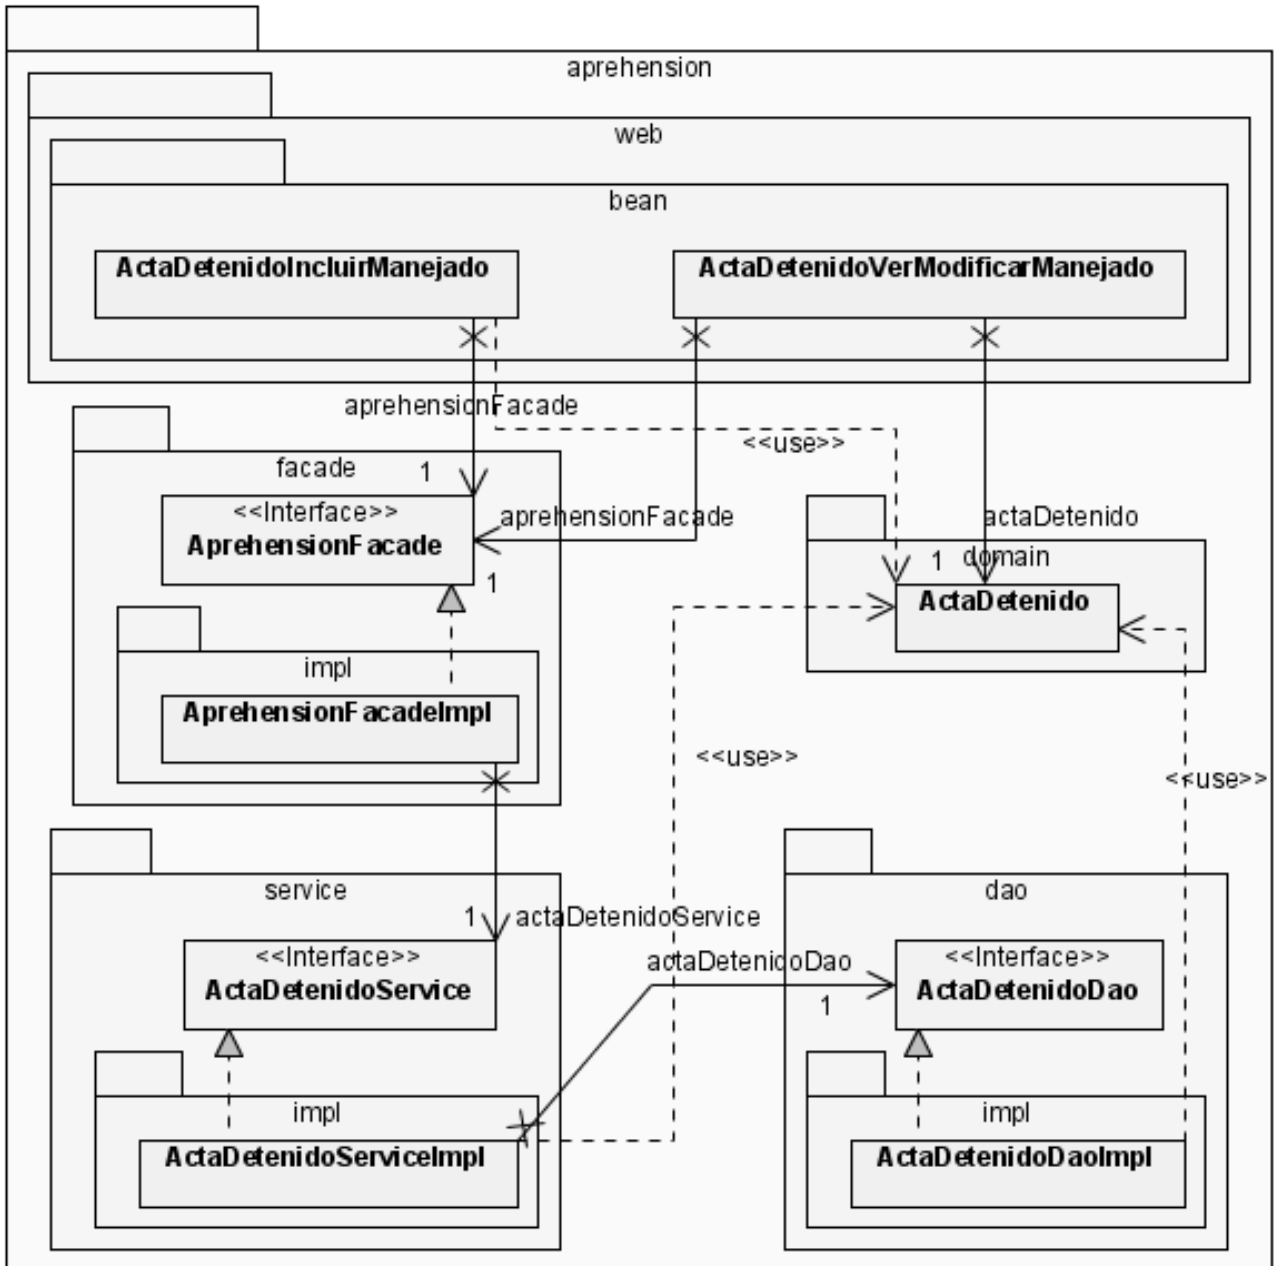 aprehension
web
bean
ActaDetenidoIncluirManejado
ActaDetenidoVerModificarManejado
aprehensionFacade
<<use>>
facade
1
<<Interface>>
AprehensionFacade
aprehensionFacade
1
actaDetenido
domain
1
ActaDetenido
impl
AprehensionFacadeImpl
<<use>>
<<use>>
service
1
actaDetenidoService
<<Interface>>
ActaDetenidoService
actaDetenidoDao
1
dao
<<Interface>>
ActaDetenidoDao
impl
ActaDetenidoServiceImpl
impl
ActaDetenidoDaoImpl